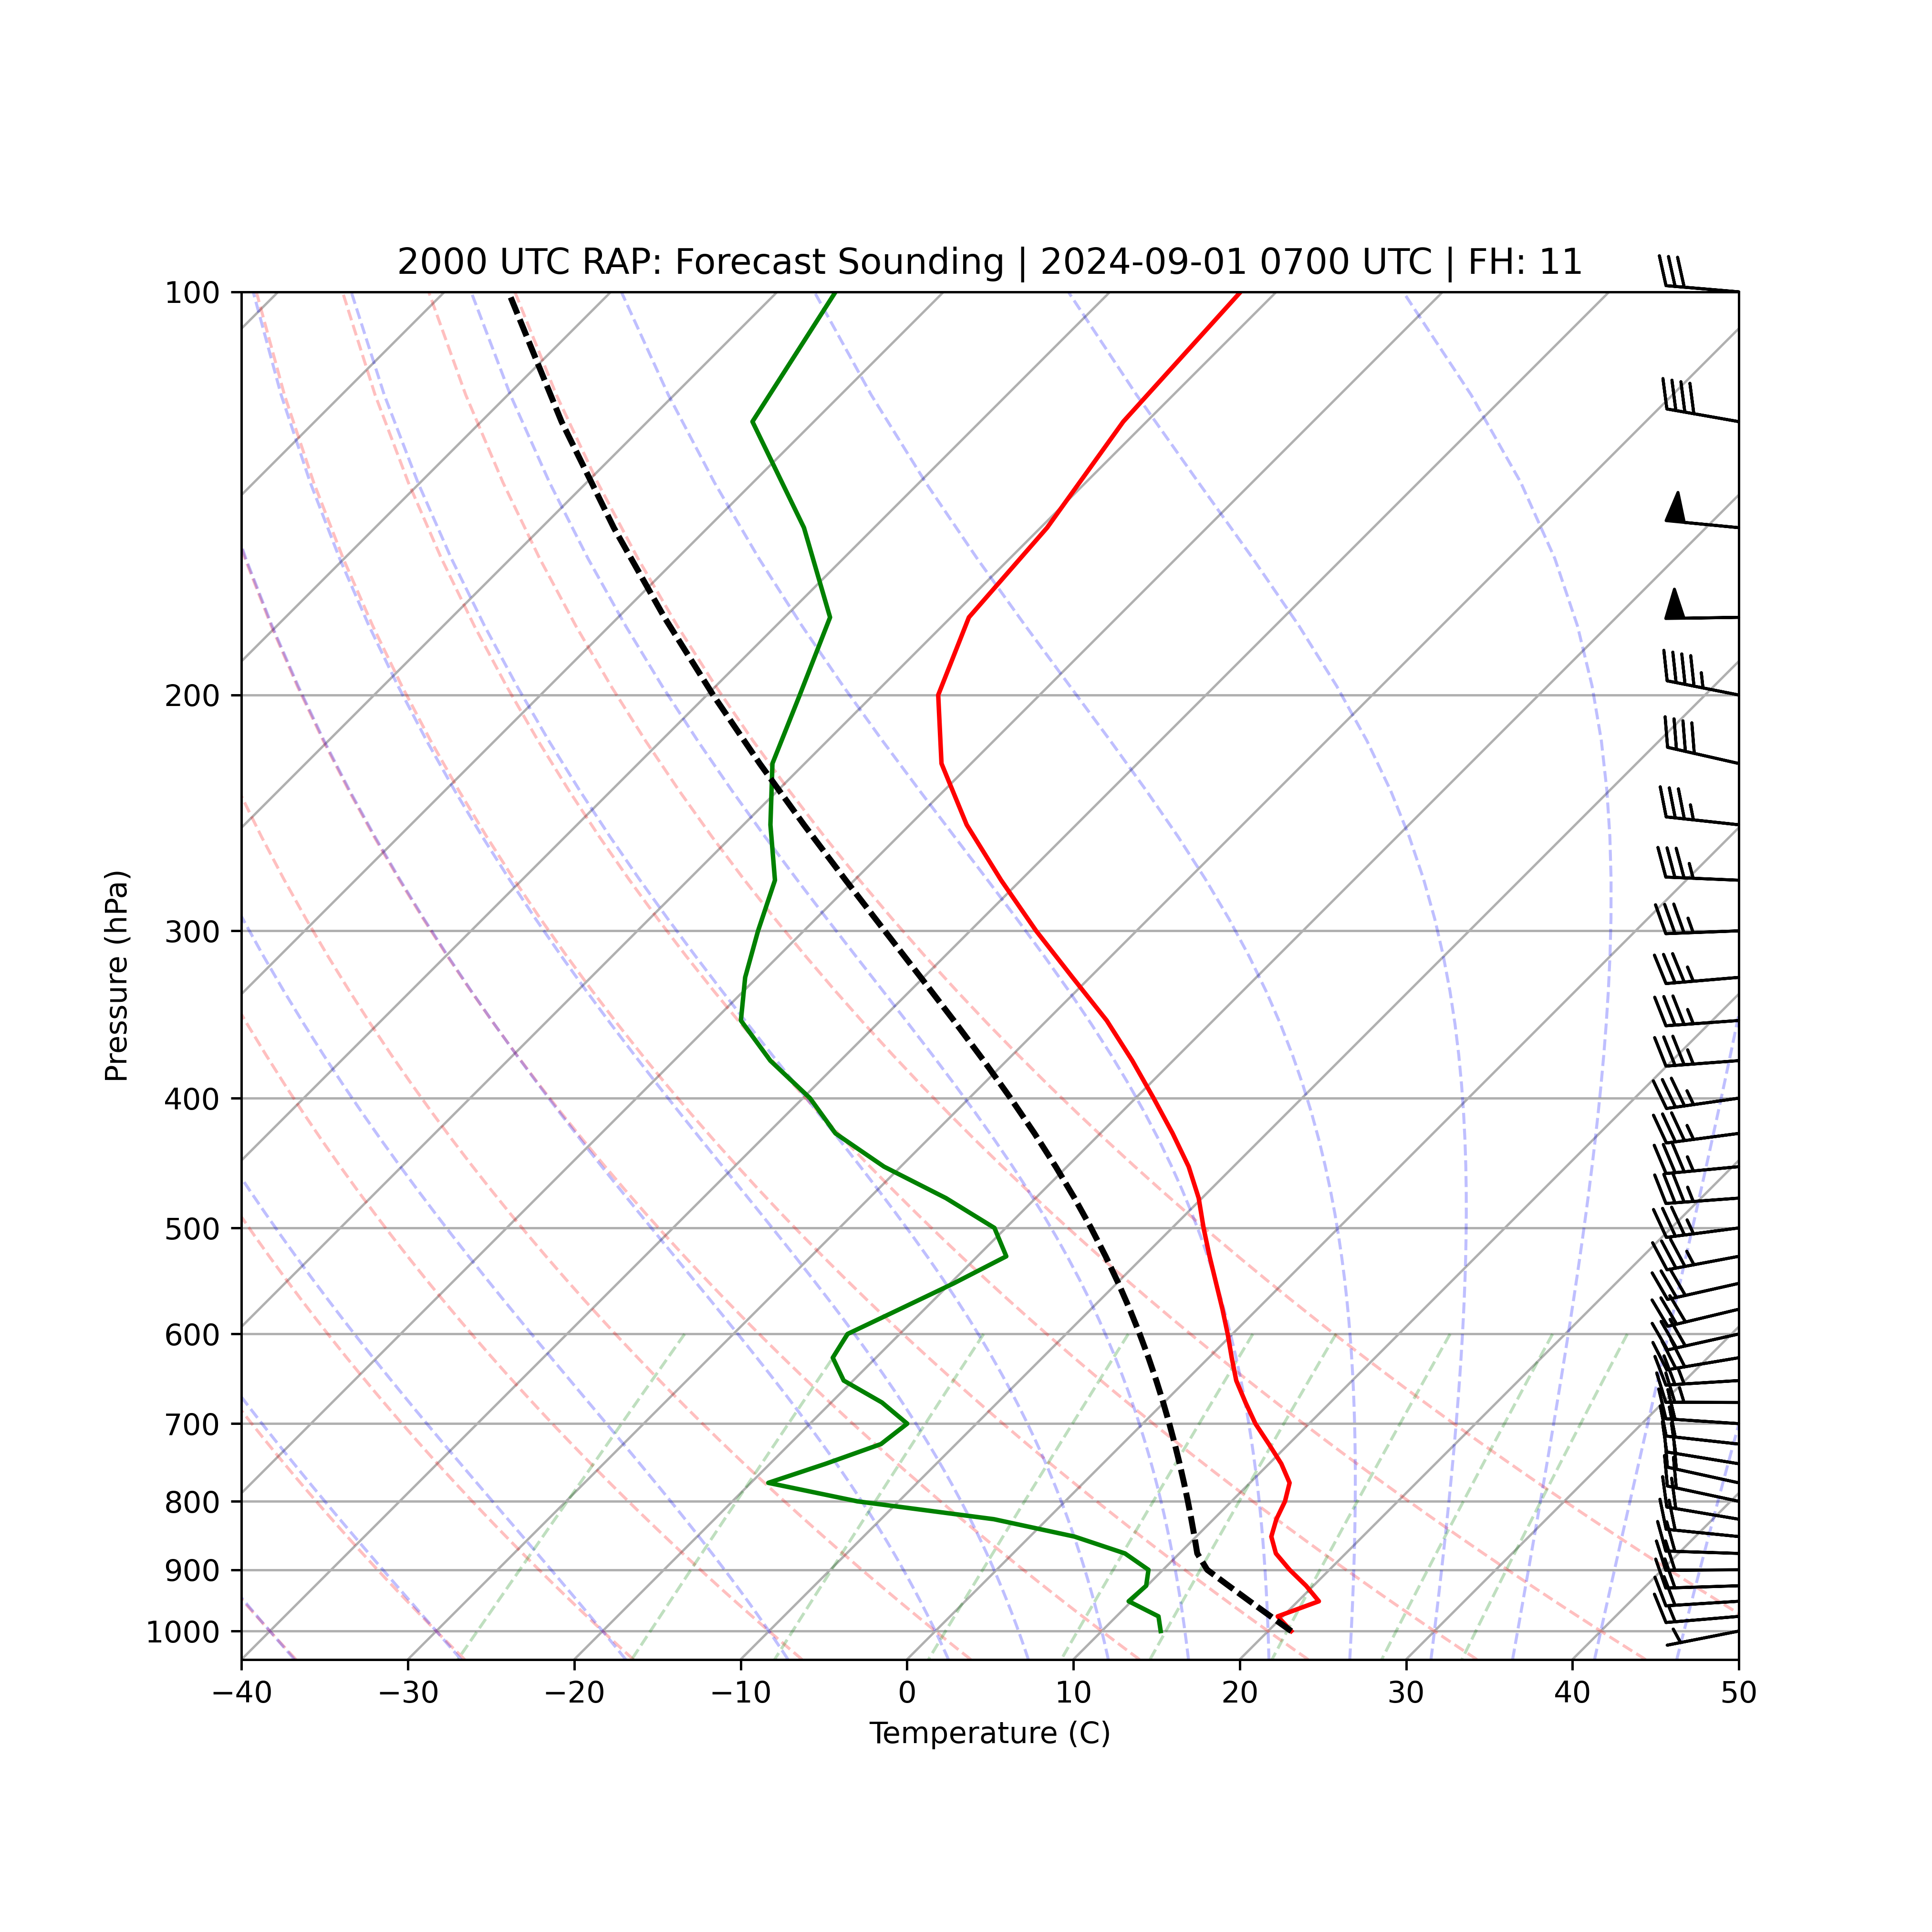 2000 UTC RAP: Forecast Sounding | 2024-09-01 0700 UTC | FH: 11
100
200
300
400
500
600
700
800
900
1000
Pressure (hPa)
−40 −30 −20 −10 0 10 20 30 40 50
Temperature (C)